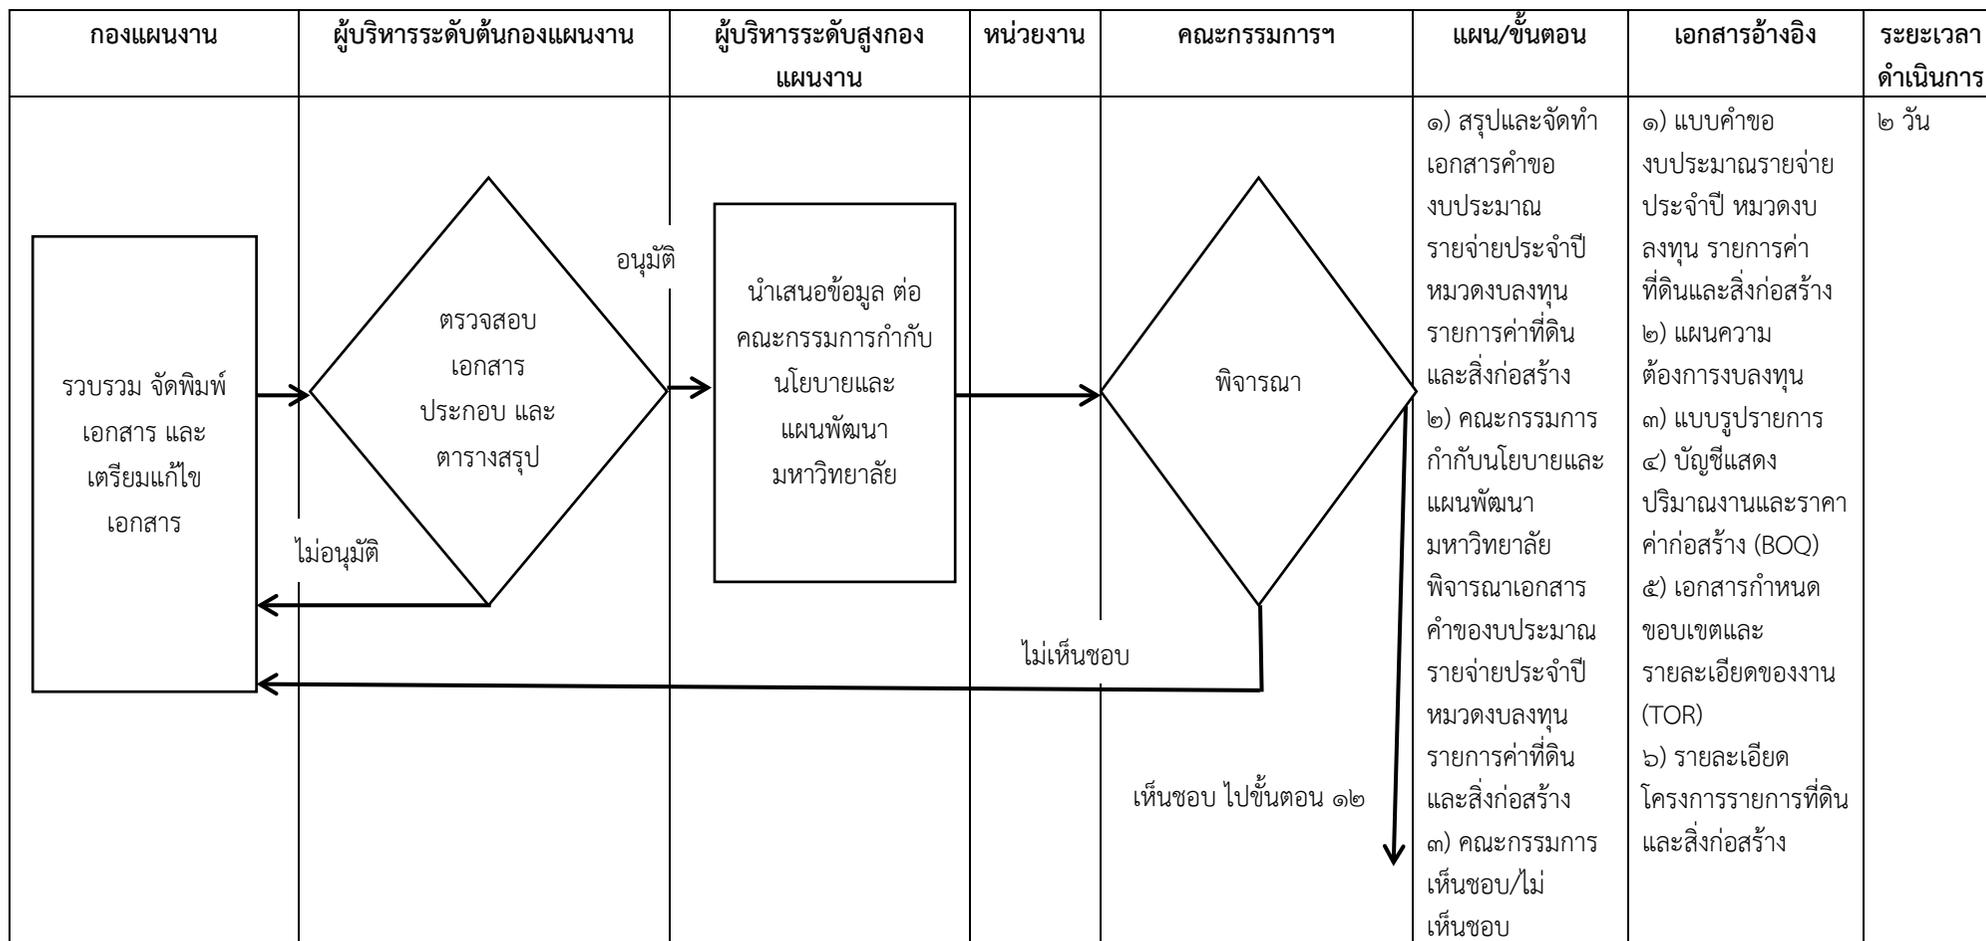 กองแผนงาน
ผู้บริหารระดับต้นกองแผนงาน
ผู้บริหารระดับสูงกอง
แผนงาน
หน่วยงาน
คณะกรรมการฯ
แผน/ขั้นตอน
เอกสารอ้างอิง
ระยะเวลา
ดำเนินการ
รวบรวม จัดพิมพ์
เอกสาร และ
เตรียมแก้ไข
เอกสาร
ตรวจสอบ
เอกสาร
ประกอบ และ
ตารางสรุป
อนุมัติ
ไม่อนุมัติ
นำเสนอข้อมูล ต่อ
คณะกรรมการกำกับ
นโยบายและ
แผนพัฒนา
มหาวิทยาลัย
พิจารณา
ไม่เห็นชอบ
เห็นชอบ ไปขั้นตอน ๑๒
๑) สรุปและจัดทำ
เอกสารคำขอ
งบประมาณ
รายจ่ายประจำปี
หมวดงบลงทุน
รายการค่าที่ดิน
และสิ่งก่อสร้าง
๒) คณะกรรมการ
กำกับนโยบายและ
แผนพัฒนา
มหาวิทยาลัย
พิจารณาเอกสาร
คำของบประมาณ
รายจ่ายประจำปี
หมวดงบลงทุน
รายการค่าที่ดิน
และสิ่งก่อสร้าง
๓) คณะกรรมการ
เห็นชอบ/ไม่
เห็นชอบ
๑) แบบคำขอ
งบประมาณรายจ่าย
ประจำปี หมวดงบ
ลงทุน รายการค่า
ที่ดินและสิ่งก่อสร้าง
๒) แผนความ
ต้องการงบลงทุน
๓) แบบรูปรายการ
๔) บัญชีแสดง
ปริมาณงานและราคา
ค่าก่อสร้าง (BOQ)
๕) เอกสารกำหนด
ขอบเขตและ
รายละเอียดของงาน
(TOR)
๖) รายละเอียด
โครงการรายการที่ดิน
และสิ่งก่อสร้าง
๒ วัน